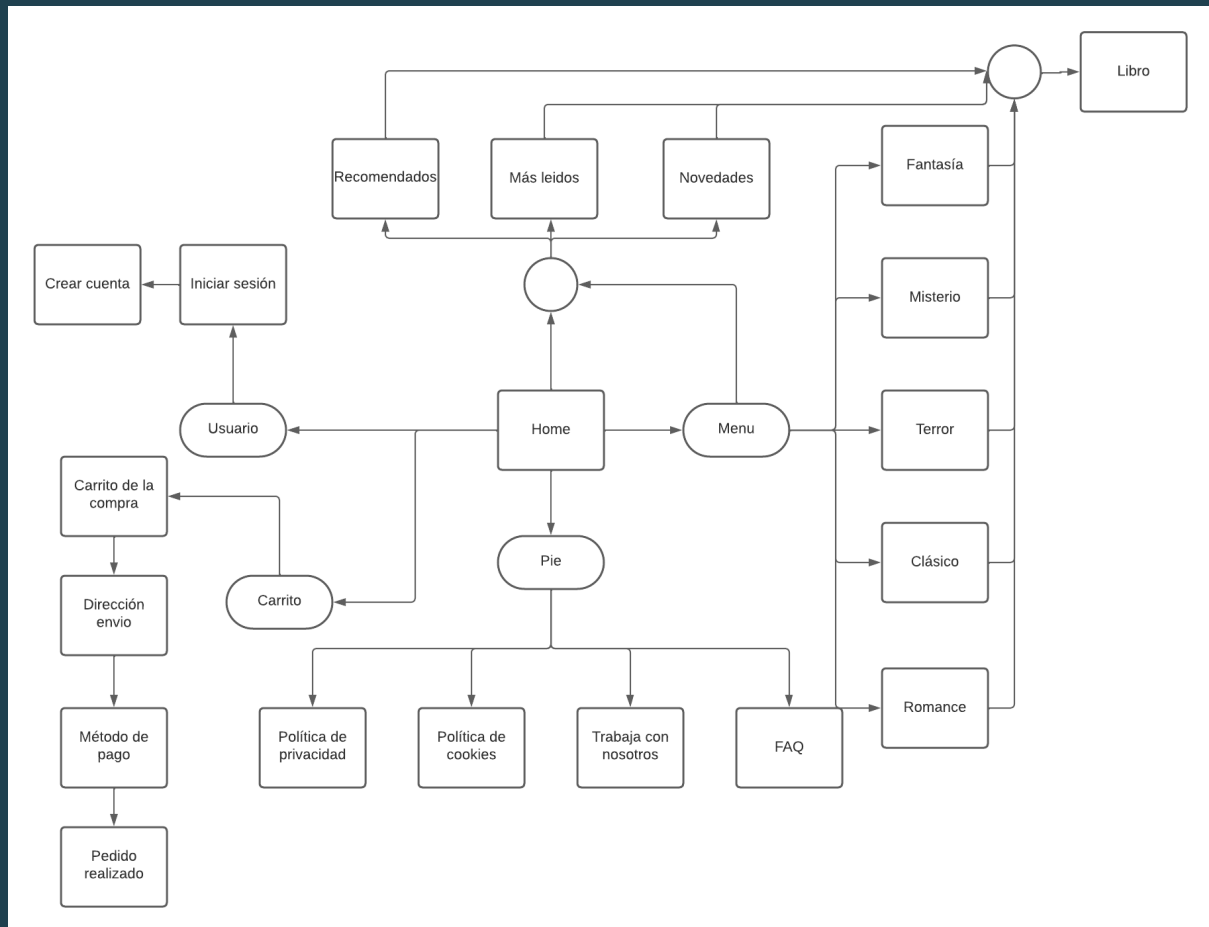 Libro
Fantasía
Recomendados
Más leidos
Novedades
Crear cuenta
Iniciar sesión
Misterio
Usuario
Home
Menu
Terror
Carrito de la
compra
Pie
Clásico
Carrito
Dirección
envio
Romance
Método de
pago
Política de
privacidad
Política de
cookies
Trabaja con
nosotros
FAQ
Pedido
realizado